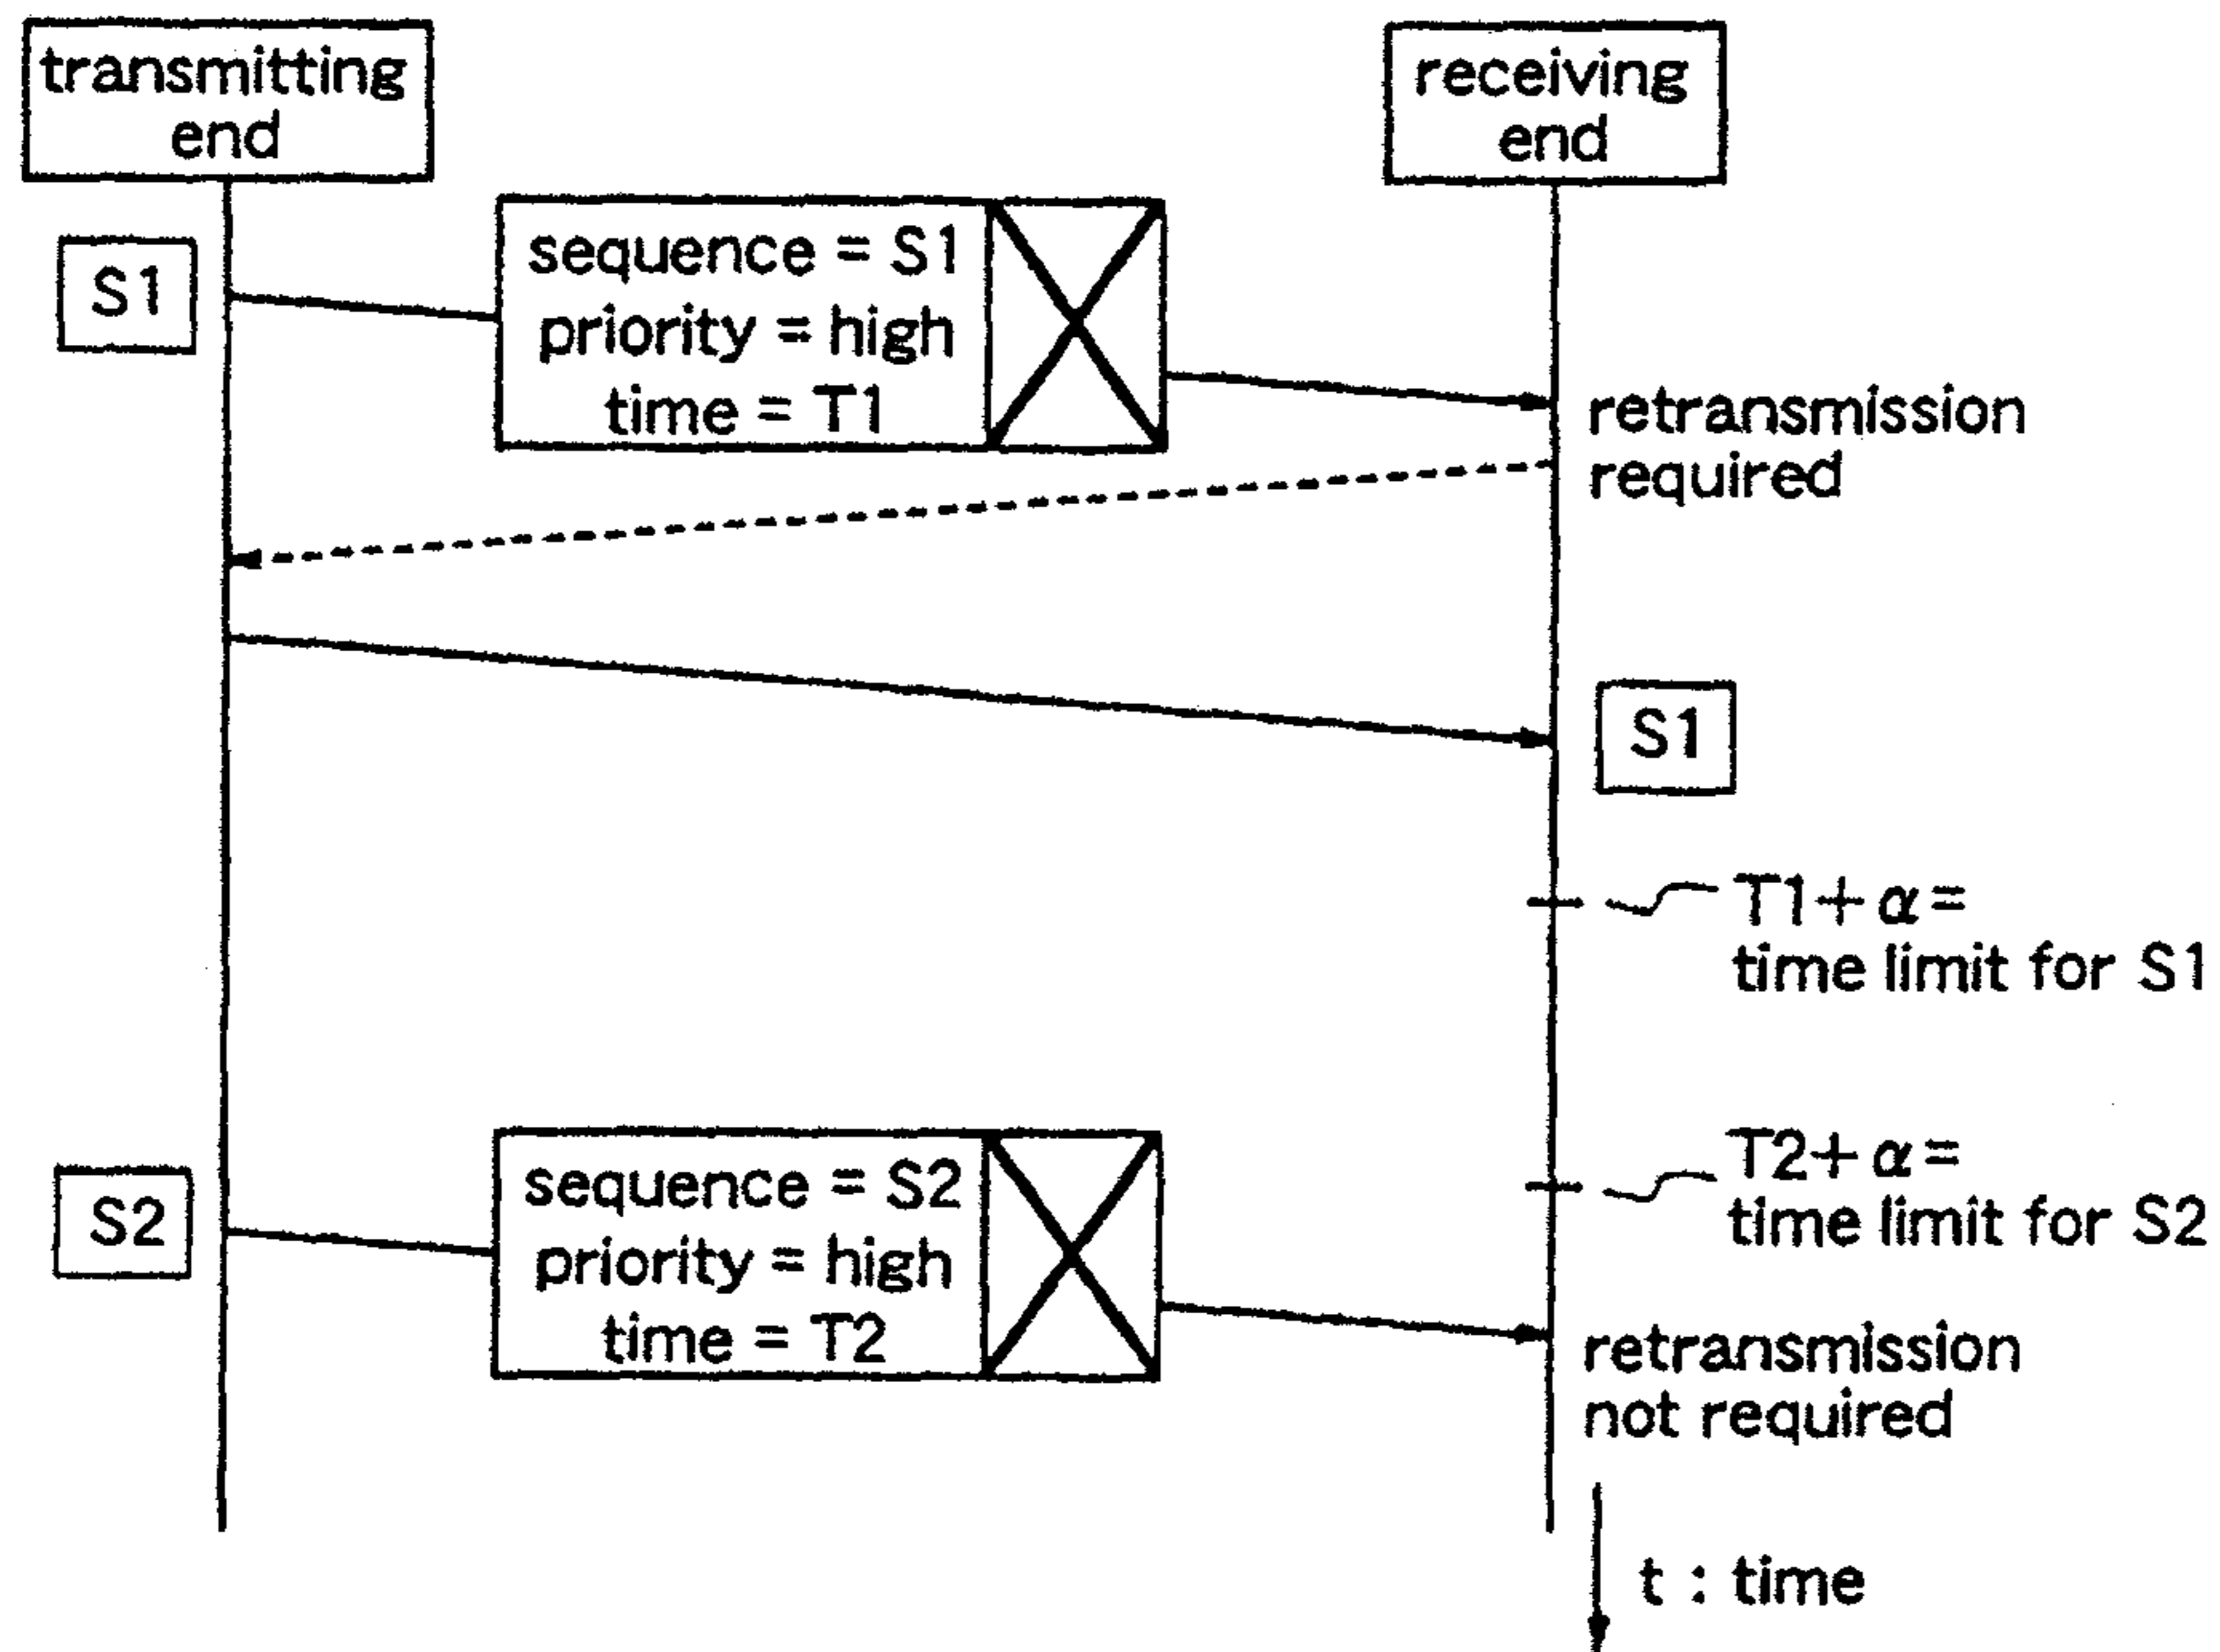 transmitting
end
receiving
end
S1
sequence = S1
priority = high
time = T1
retransmission
required
S1
T1+α=
time limit for S1
T2+α=
time limit for S2
S2
sequence = S2
priority = high
time = T2
retransmission
not required
t : time